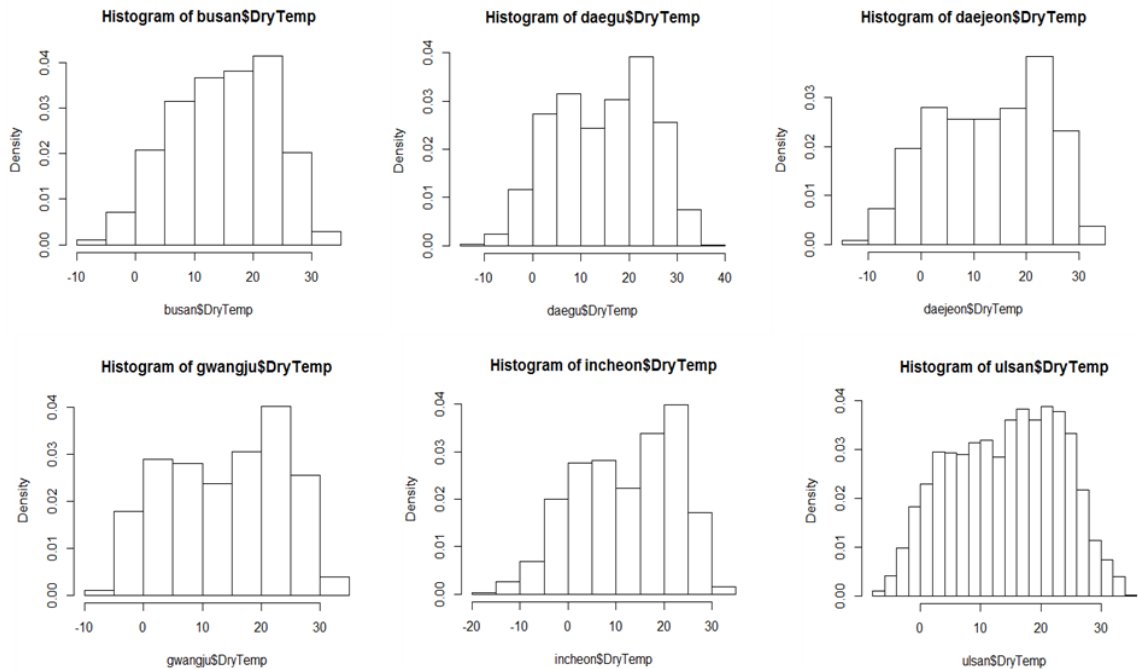 Histogram of busan$DryTemp
Density
0.00 0.01 0.02 0.03 0.04
-10 0 10 20 30
busan$DryTemp
Histogram of daegu$DryTemp
Density
0.00 0.01 0.02 0.03 0.04
-10 0 10 20 30 40
daegu$DryTemp
Histogram of daejeon$DryTemp
Density
0.00 0.01 0.02 0.03
-10 0 10 20 30
daejeon$DryTemp
Histogram of gwangju$DryTemp
Density
0.00 0.01 0.02 0.03 0.04
-10 0 10 20 30
gwangju$DryTemp
Histogram of incheon$DryTemp
Density
0.00 0.01 0.02 0.03 0.04
-20 -10 0 10 20 30
incheon$DryTemp
Histogram of ulsan$DryTemp
Density
0.00 0.01 0.02 0.03 0.04
0 10 20 30
ulsan$DryTemp